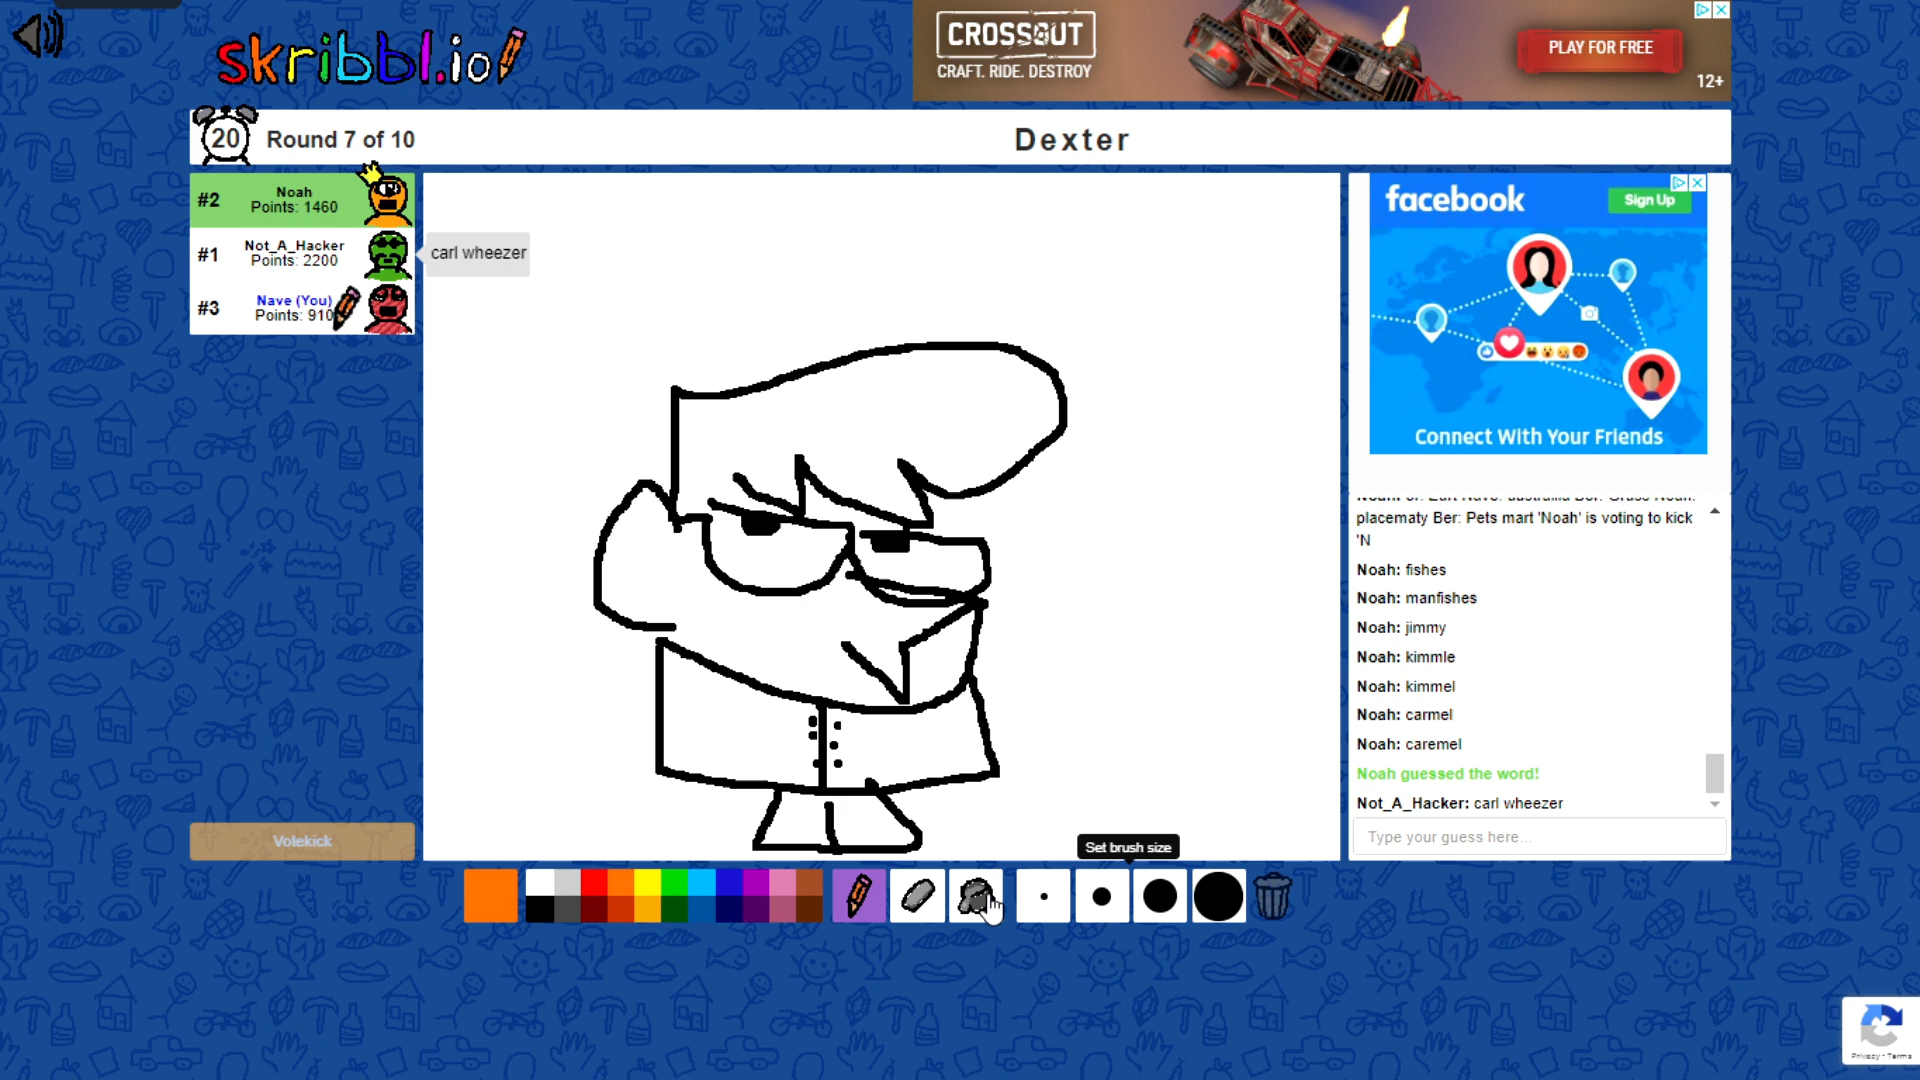 skribbl.io
CROSSOUT
CRAFT. RIDE. DESTROY
PLAY FOR FREE
12+
20
Round 7 of 10
Dexter
#2
Noah
Points: 1460
#1
Not_A_Hacker
Points: 2200
carl wheezer
#3
Nave (You)
Points: 910
facebook
Sign Up
Connect With Your Friends
placematy Ber: Pets mart 'Noah' is voting to kick
'N
Noah: fishes
Noah: manfishes
Noah: jimmy
Noah: kimmle
Noah: kimmel
Noah: carmel
Noah: caremel
Noah guessed the word!
Not_A_Hacker: carl wheezer
Type your guess here...
Votekick
Set brush size
Privacy - Terms